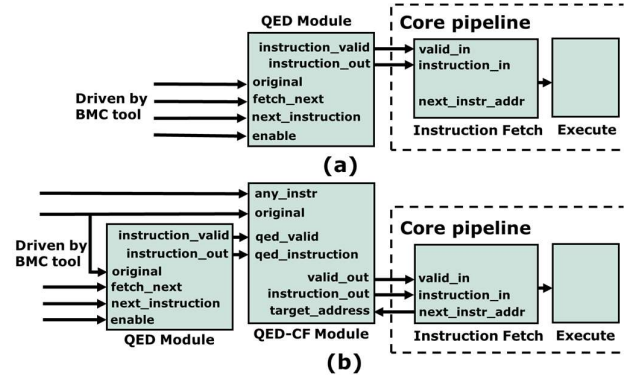 QED Module
Core pipeline
instruction_valid
instruction_out
valid_in
instruction_in
original
fetch_next
next_instruction
enable
Driven by
BMC tool
next_instr_addr
Instruction Fetch
Execute
(a)
any_instr
original
instruction_valid
instruction_out
qed_valid
qed_instruction
Core pipeline
Driven by
BMC tool
original
fetch_next
next_instruction
enable
valid_out
instruction_out
target_address
valid_in
instruction_in
next_instr_addr
QED Module
QED-CF Module
Instruction Fetch
Execute
(b)